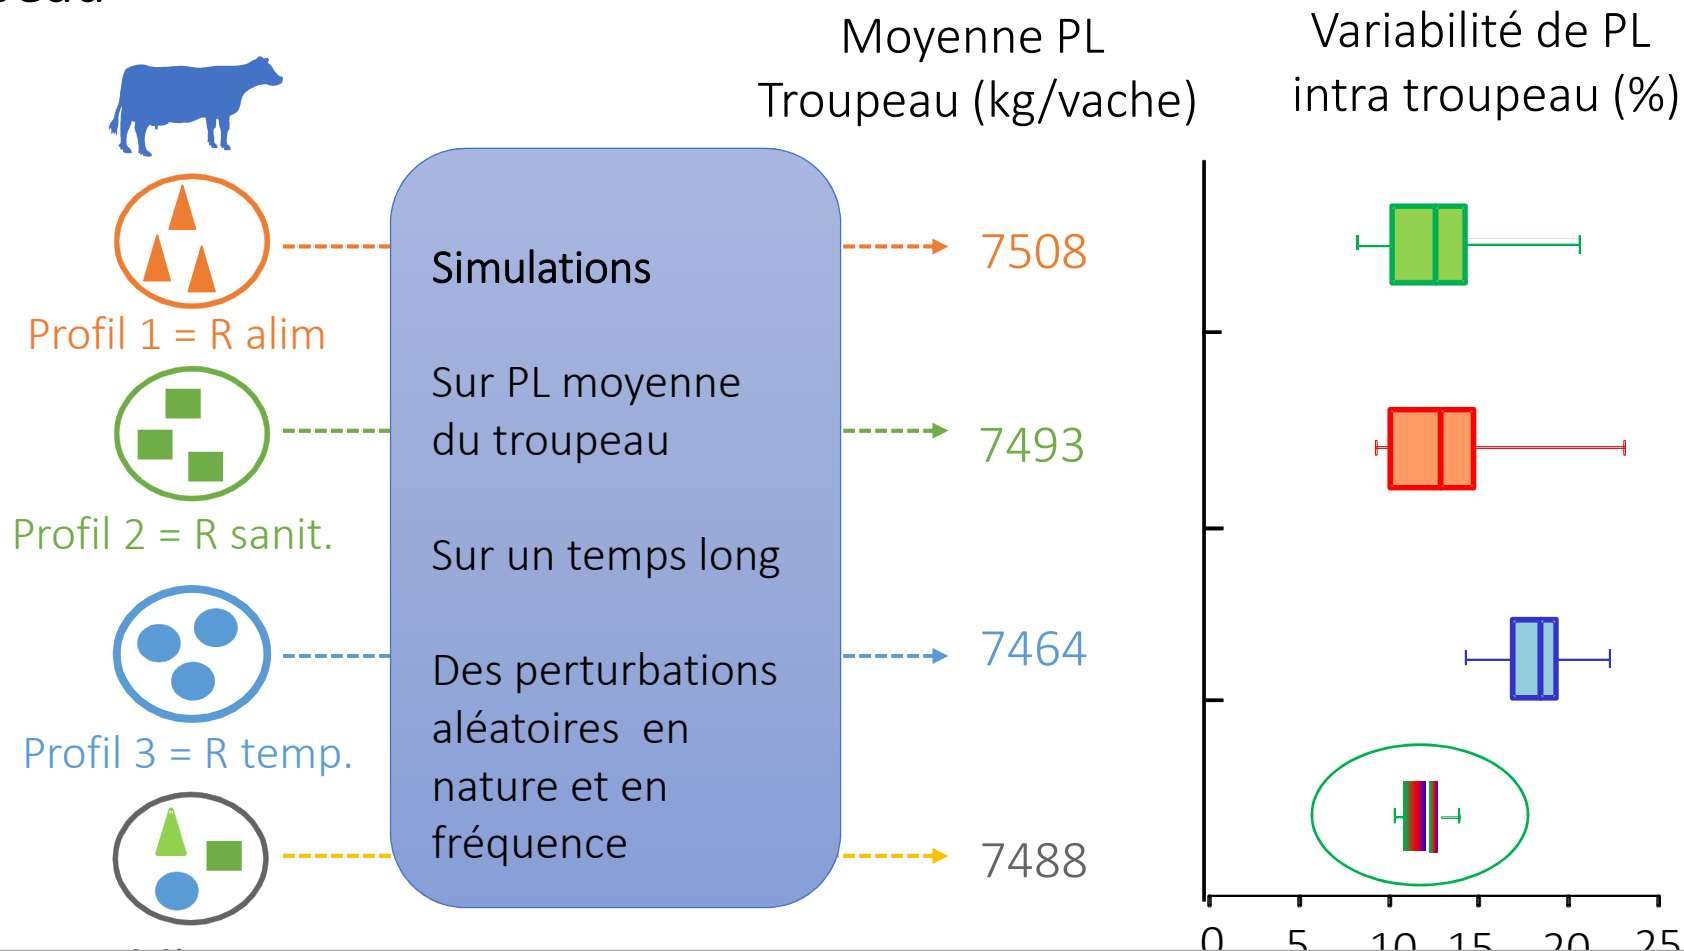 Moyenne PL
Troupeau (kg/vache)
Variabilité de PL
intra troupeau (%)
Simulations
Sur PL moyenne
du troupeau
Sur un temps long
Des perturbations
aléatoires en
nature et en
fréquence
Profil 1 = R alim
7508
Profil 2 = R sanit.
7493
Profil 3 = R temp.
7464
7488
0 5 10 15 20 25